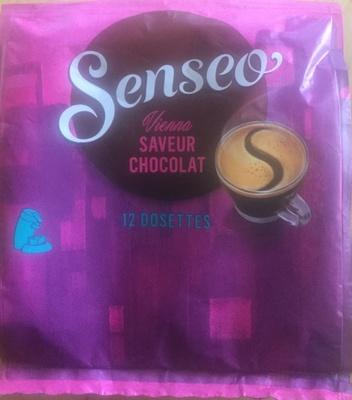 Senseo
Vienna
SAVEUR
CHOCOLAT
12 DOSETTES